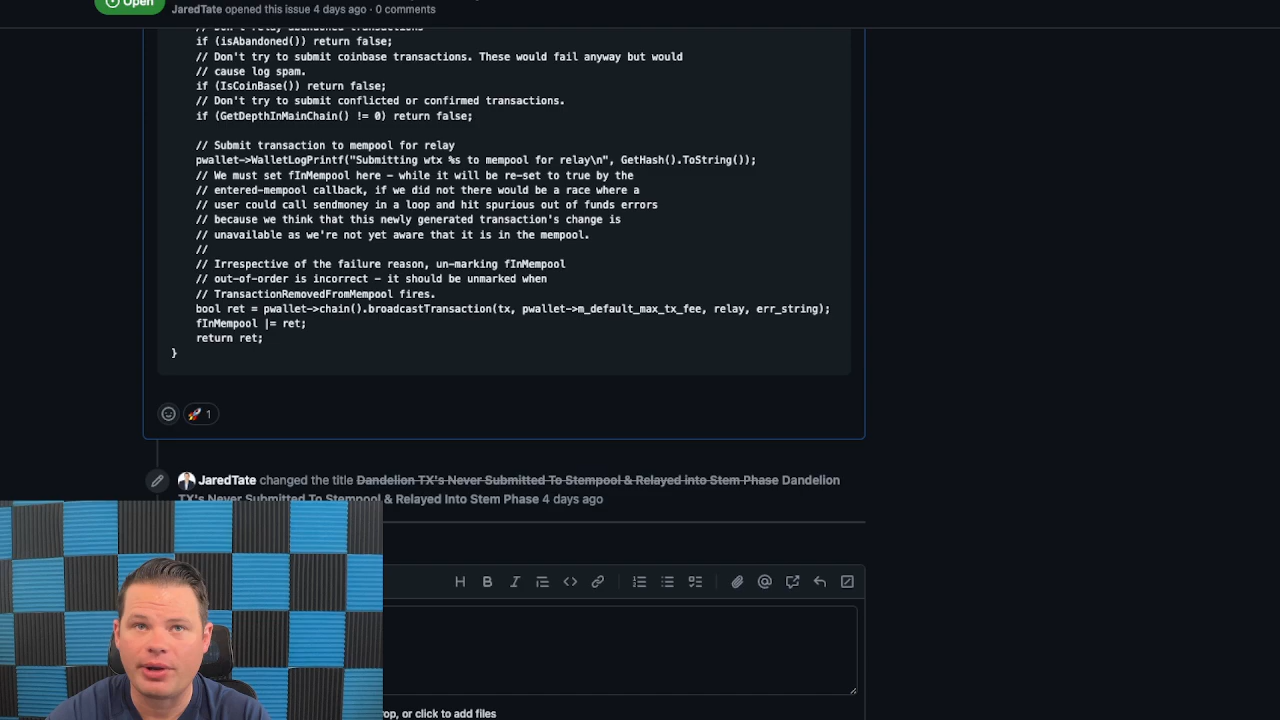 Open
JaredTate opened this issue 4 days ago · 0 comments
// Don't relay abandoned transactions
if (isAbandoned()) return false;
// Don't try to submit coinbase transactions. These would fail anyway but would
// cause log spam.
if (IsCoinBase()) return false;
// Don't try to submit conflicted or confirmed transactions.
if (GetDepthInMainChain() != 0) return false;
// Submit transaction to mempool for relay
pwallet->WalletLogPrintf("Submitting wtx %s to mempool for relay\n", GetHash().ToString());
// We must set fInMempool here – while it will be re-set to true by the
// entered-mempool callback, if we did not there would be a race where a
// user could call sendmoney in a loop and hit spurious out of funds errors
// because we think that this newly generated transaction's change is
// unavailable as we're not yet aware that it is in the mempool.
//
// Irrespective of the failure reason, un-marking fInMempool
// out-of-order is incorrect – it should be unmarked when
// TransactionRemovedFromMempool fires.
bool ret = pwallet->chain().broadcastTransaction(tx, pwallet->m_default_max_tx_fee, relay, err_string);
fInMempool |= ret;
return ret;
}
1
JaredTate changed the title Dandelion TX's Never Submitted To Stempool & Relayed into Stem Phase Dandelion
TX's Never Submitted To Stempool & Relayed Into Stem Phase 4 days ago
H B I
or click to add files